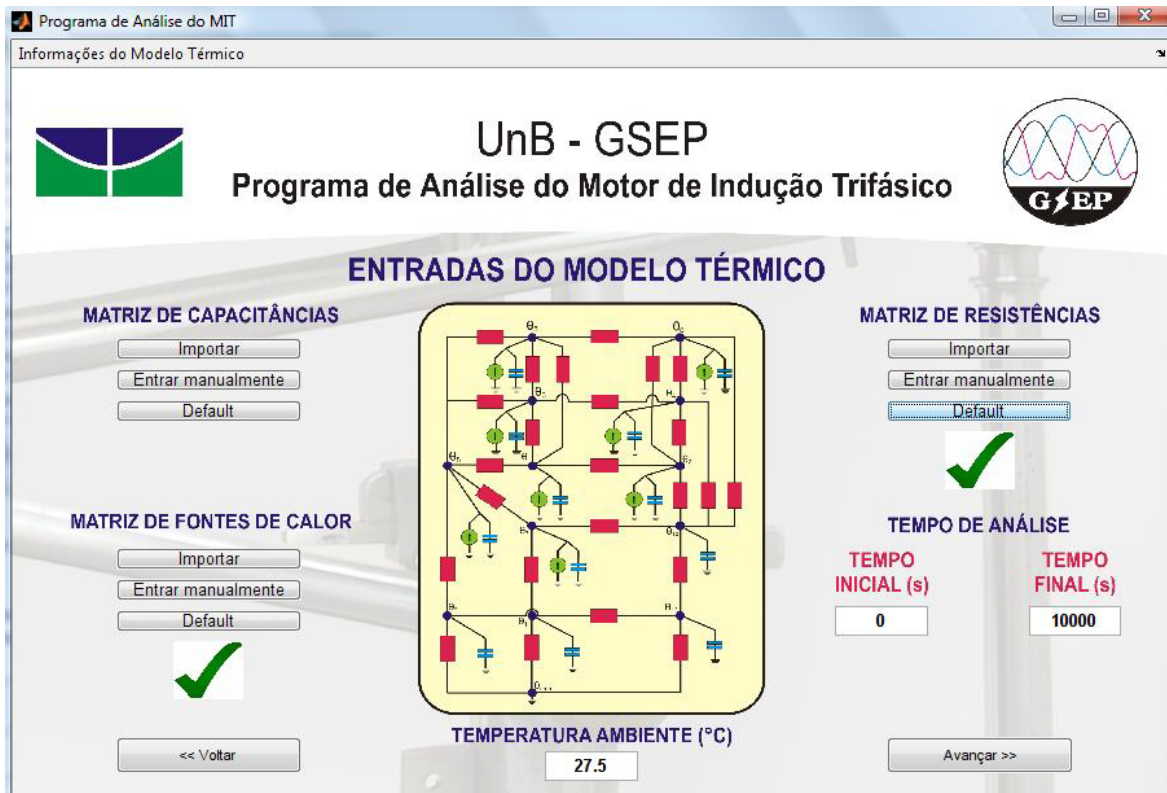 Programa de Análise do MIT
Informações do Modelo Térmico
UnB - GSEP
Programa de Análise do Motor de Indução Trifásico
GSEP
ENTRADAS DO MODELO TÉRMICO
MATRIZ DE CAPACITÂNCIAS
Importar
Entrar manualmente
Default
MATRIZ DE FONTES DE CALOR
Importar
Entrar manualmente
Default
<< Voltar
TEMPERATURA AMBIENTE (°C)
27.5
MATRIZ DE RESISTÊNCIAS
Importar
Entrar manualmente
Default
TEMPO DE ANÁLISE
TEMPO
INICIAL (s)
0
TEMPO
FINAL (s)
10000
Avançar >>